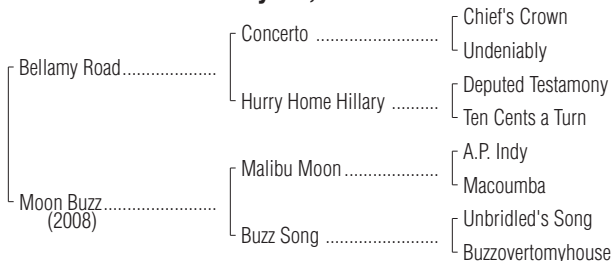 Chief's Crown
Concerto ........................
Undeniably
Bellamy Road...................
Deputed Testamony
Hurry Home Hillary ..........
Ten Cents a Turn
A.P. Indy
Malibu Moon...................
Macoumba
Moon Buzz.......................
(2008)
Unbridled's Song
Buzz Song .......................
Buzzovertomyhouse